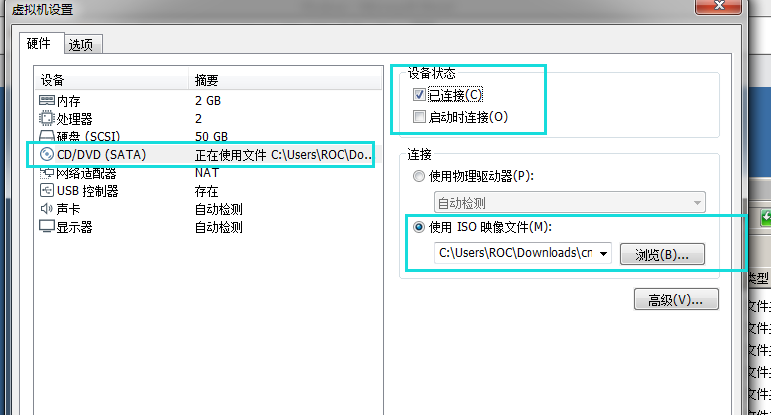 虚拟机设置
硬件 选项
设备 摘要
内存 2 GB
处理器 2
硬盘 (SCSI) 50 GB
CD/DVD (SATA) 正在使用文件 C:\Users\ROC\Do...
网络适配器 NAT
USB 控制器 存在
声卡 自动检测
显示器 自动检测
设备状态
已连接(C)
启动时连接(O)
连接
使用物理驱动器(P):
自动检测
使用 ISO 映像文件(M):
C:\Users\ROC\Downloads\cn
浏览(B)...
高级(V)...
类型
文件
文件
文件
文件
文件
文件